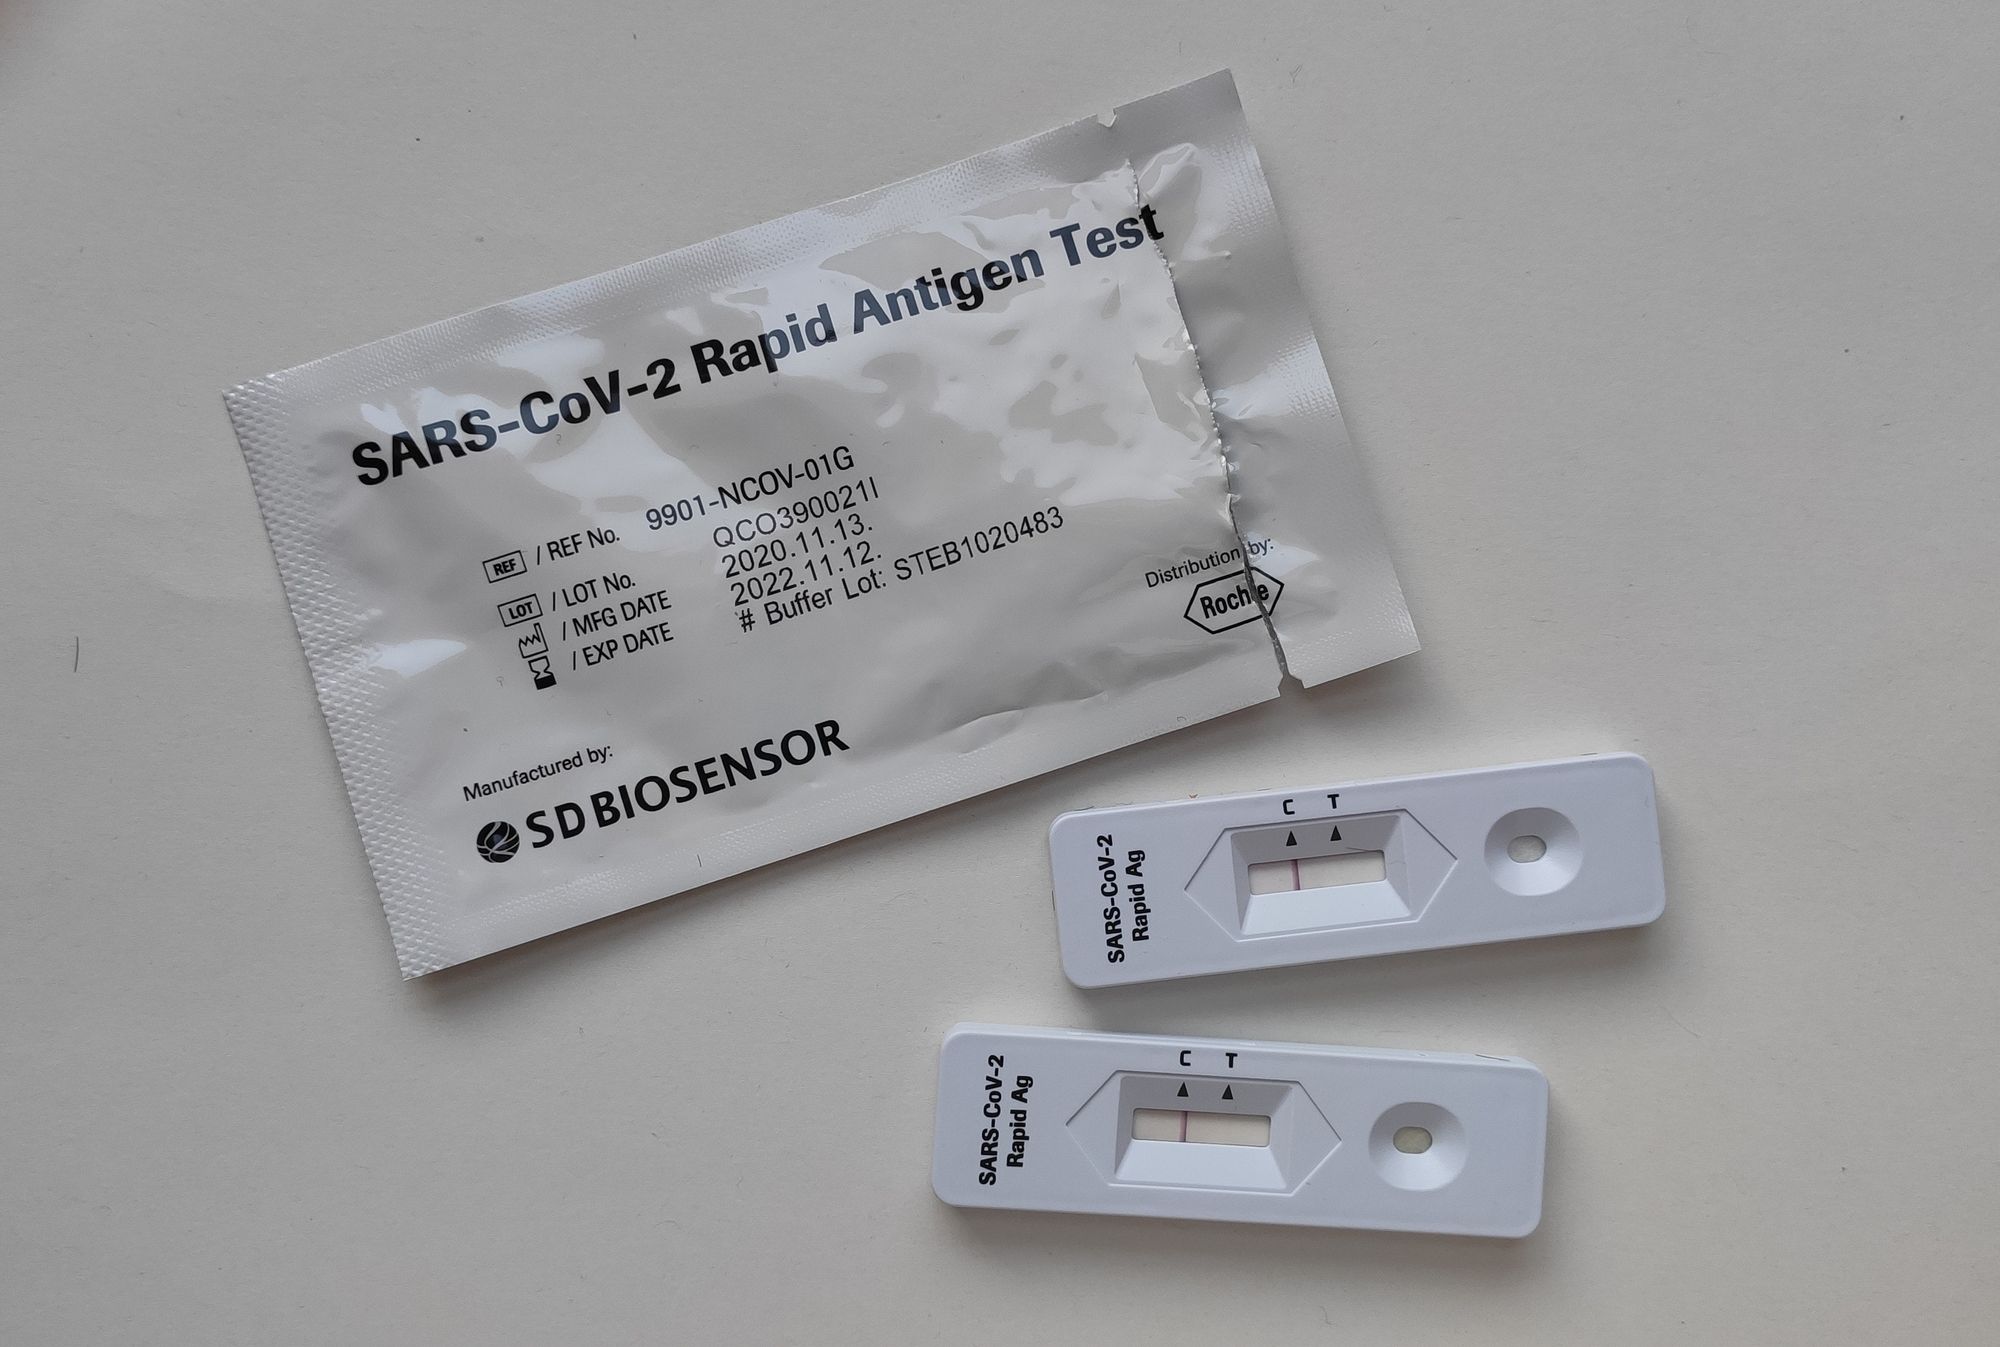 SARS-CoV-2 Rapid Antigen Test
REF / REF No. 9901-NCOV-01G
LOT / LOT No. QCO390021I
/ MFG DATE 2020.11.13.
/ EXP DATE 2022.11.12.
# Buffer Lot: STEB1020483
Distribution by:
Roche
Manufactured by:
SD BIOSENSOR
C T
SARS-CoV-2
Rapid Ag
C T
SARS-CoV-2
Rapid Ag